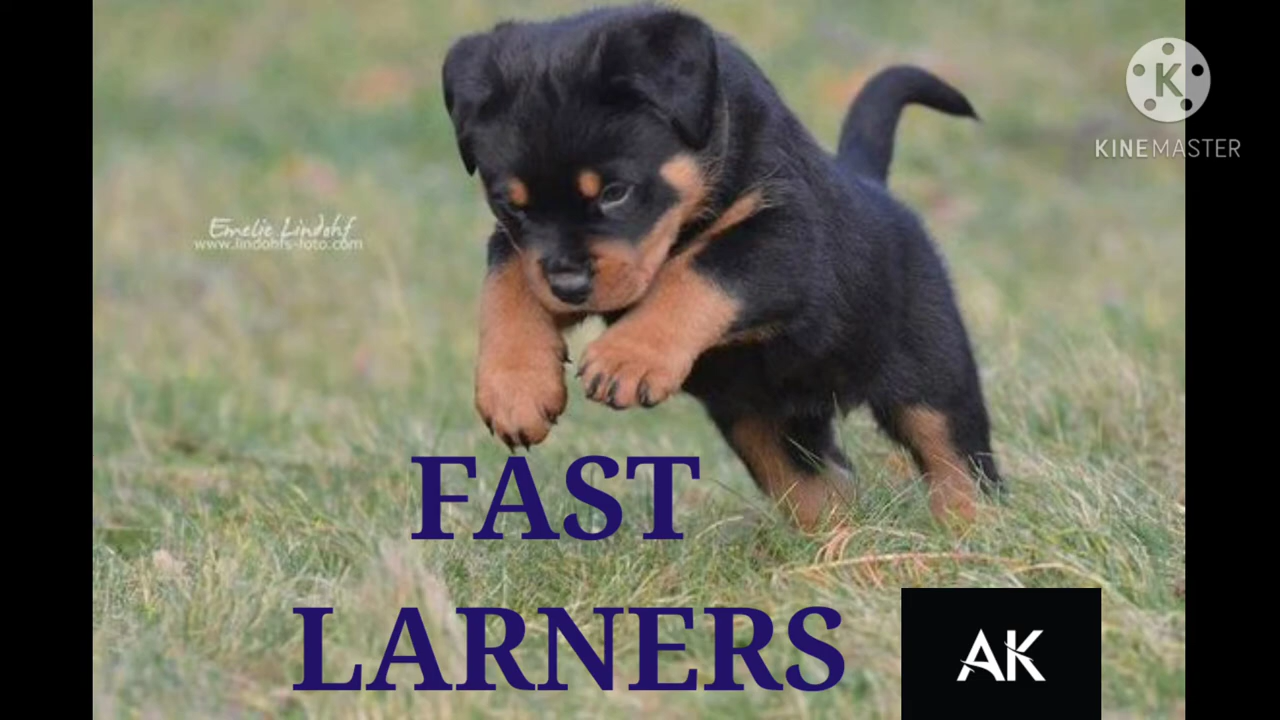 K
KINEMASTER
Emelie Lindohf
www.lindohfs-foto.com
FAST
LARNERS
AK